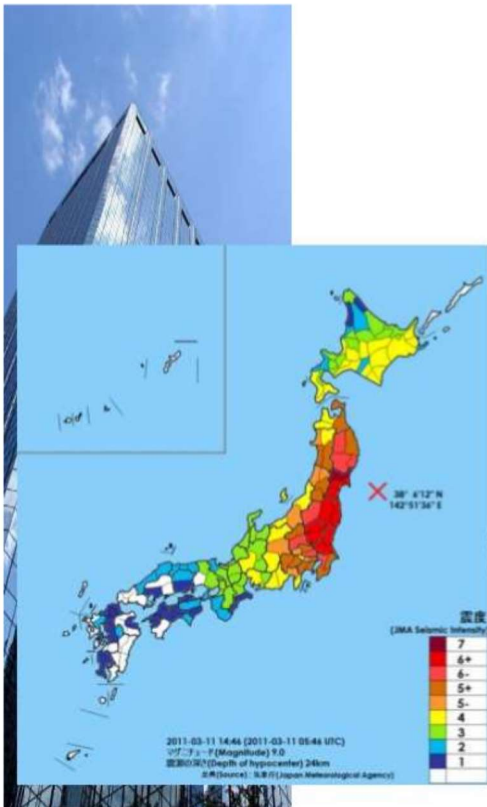 38° 6'12" N
142°51'36" E
震度
(JMA Seismic Intensity)
7
6+
6-
5+
5-
4
3
2
1
2011-03-11 14:46 (2011-03-11 05:46 UTC)
マグニチュード(Magnitude) 9.0
震源の深さ(Depth of hypocenter) 24km
出典(Source) : 気象庁(Japan Meteorological Agency)